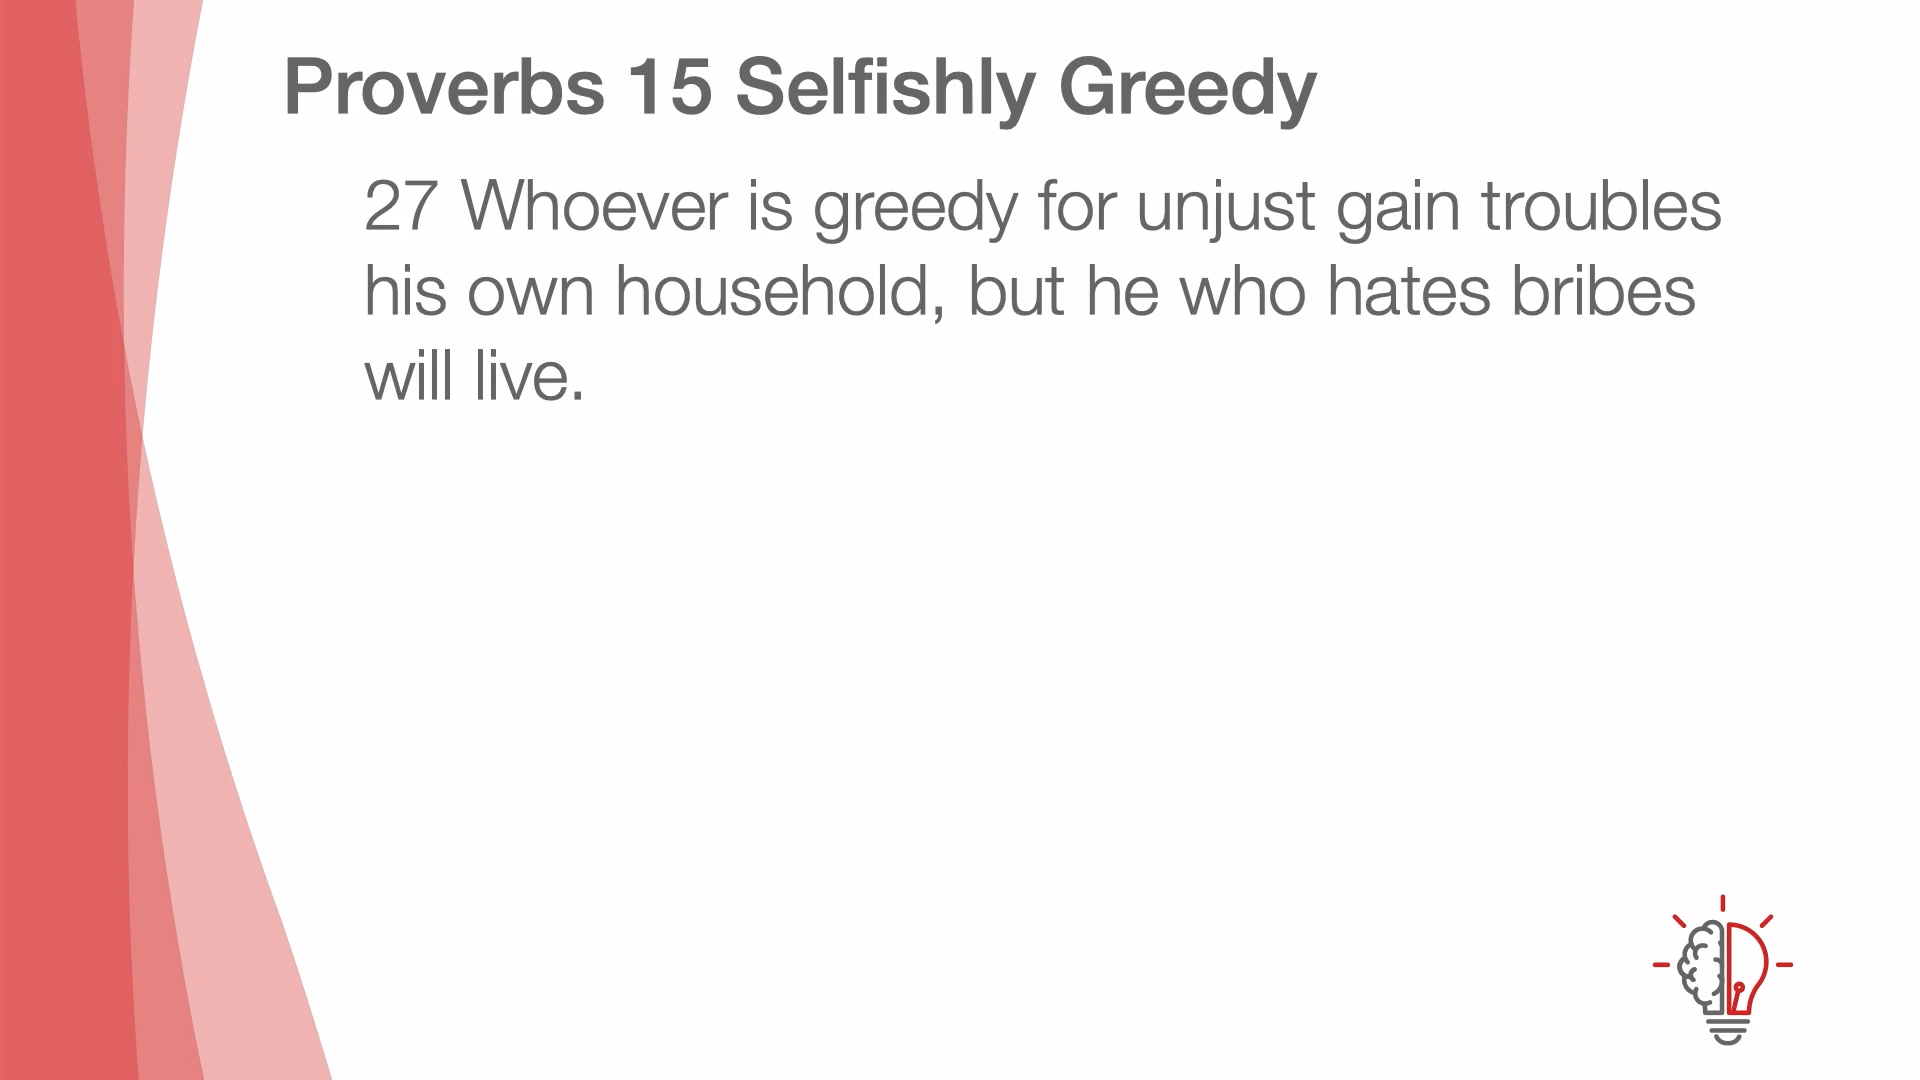 Proverbs 15 Selfishly Greedy
27 Whoever is greedy for unjust gain troubles
his own household, but he who hates bribes
will live.